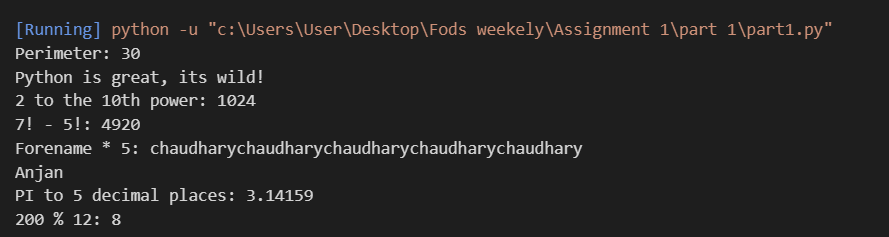 [Running] python -u "c:\Users\User\Desktop\Fods weekely\Assignment 1\part 1\part1.py"
Perimeter: 30
Python is great, its wild!
2 to the 10th power: 1024
7! - 5!: 4920
Forename * 5: chaudharychaudharychaudharychaudharychaudhary
Anjan
PI to 5 decimal places: 3.14159
200 % 12: 8